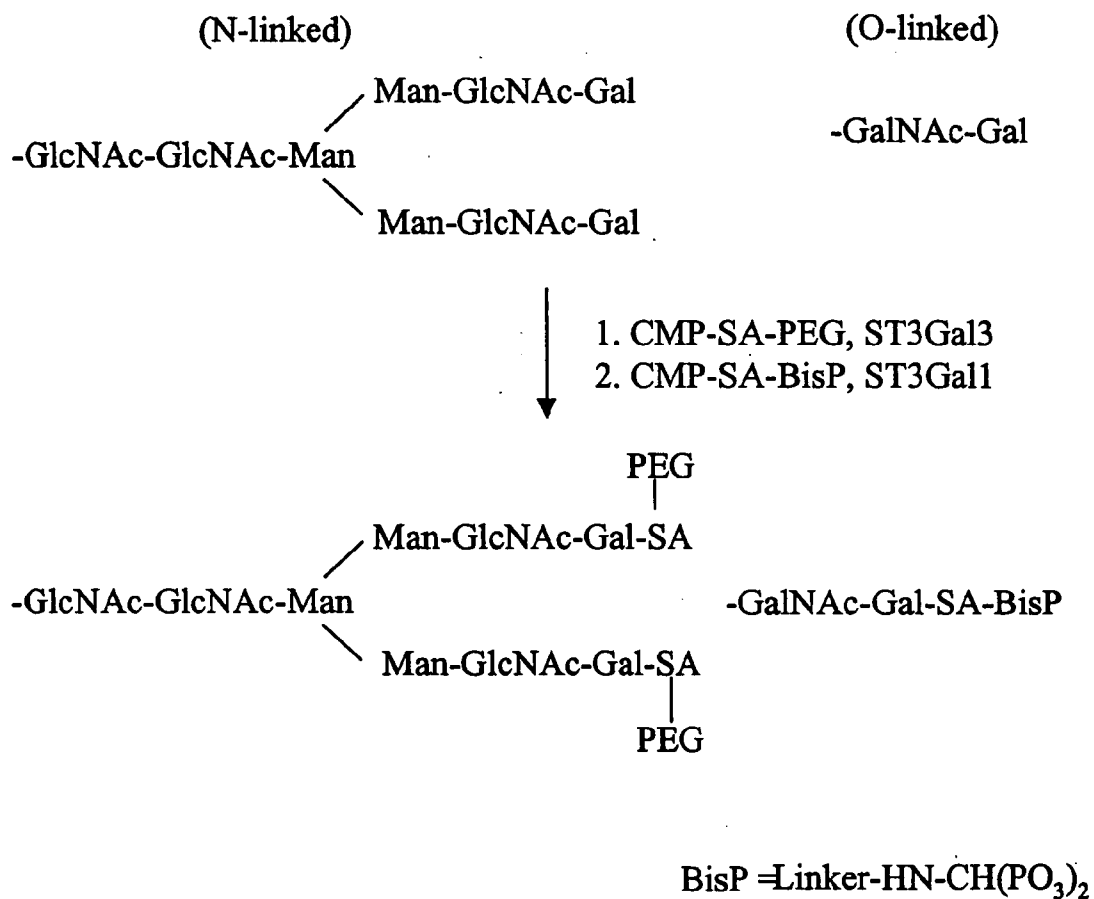 (N-linked)
(O-linked)
Man-GlcNAc-Gal
-GalNAc-Gal
-GlcNAc-GlcNAc-Man
Man-GlcNAc-Gal
1. CMP-SA-PEG, ST3Gal3
2. CMP-SA-BisP, ST3Gal1
PEG
Man-GlcNAc-Gal-SA
-GlcNAc-GlcNAc-Man
-GalNAc-Gal-SA-BisP
Man-GlcNAc-Gal-SA
PEG
BisP =Linker-HN-CH(PO₃)₂